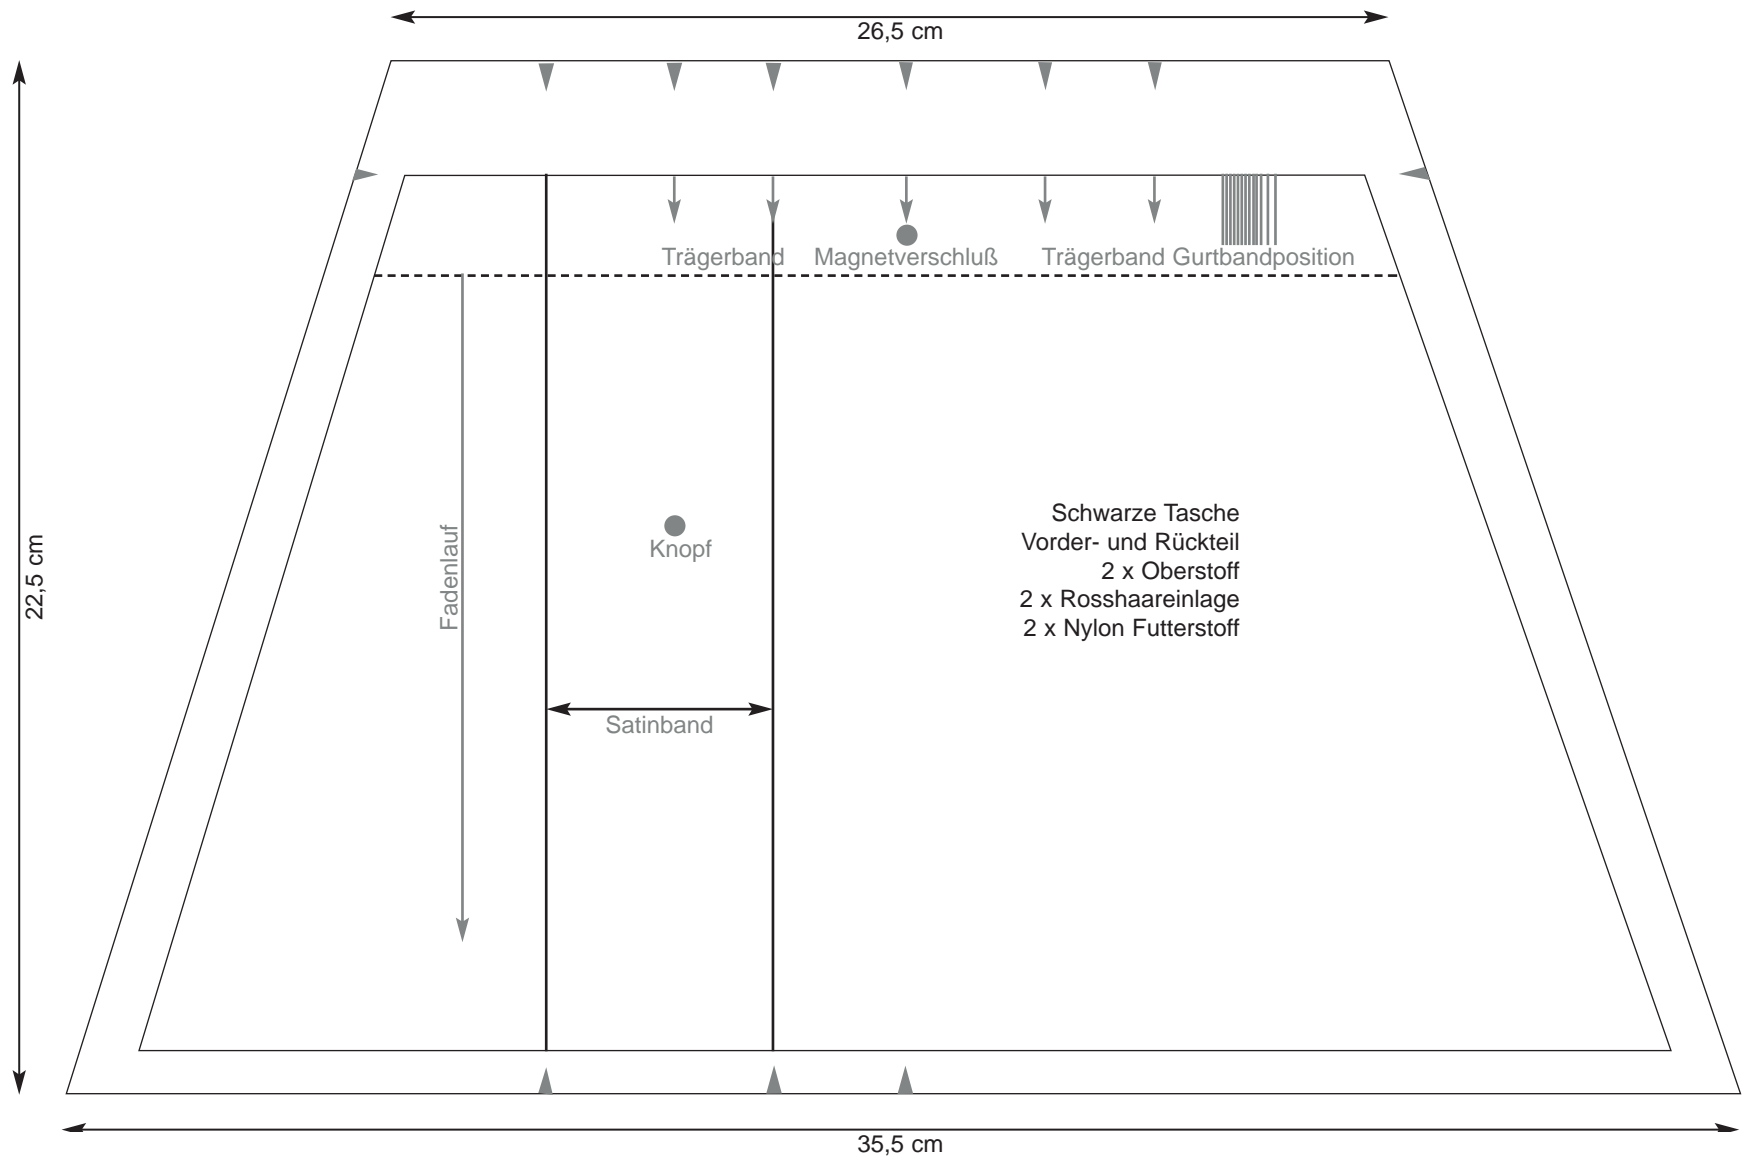 26,5 cm
Trägerband
Magnetverschluß
Trägerband Gurtbandposition
22,5 cm
Fadenlauf
Knopf
Schwarze Tasche
Vorder- und Rückteil
2 x Oberstoff
2 x Rosshaareinlage
2 x Nylon Futterstoff
Satinband
35,5 cm